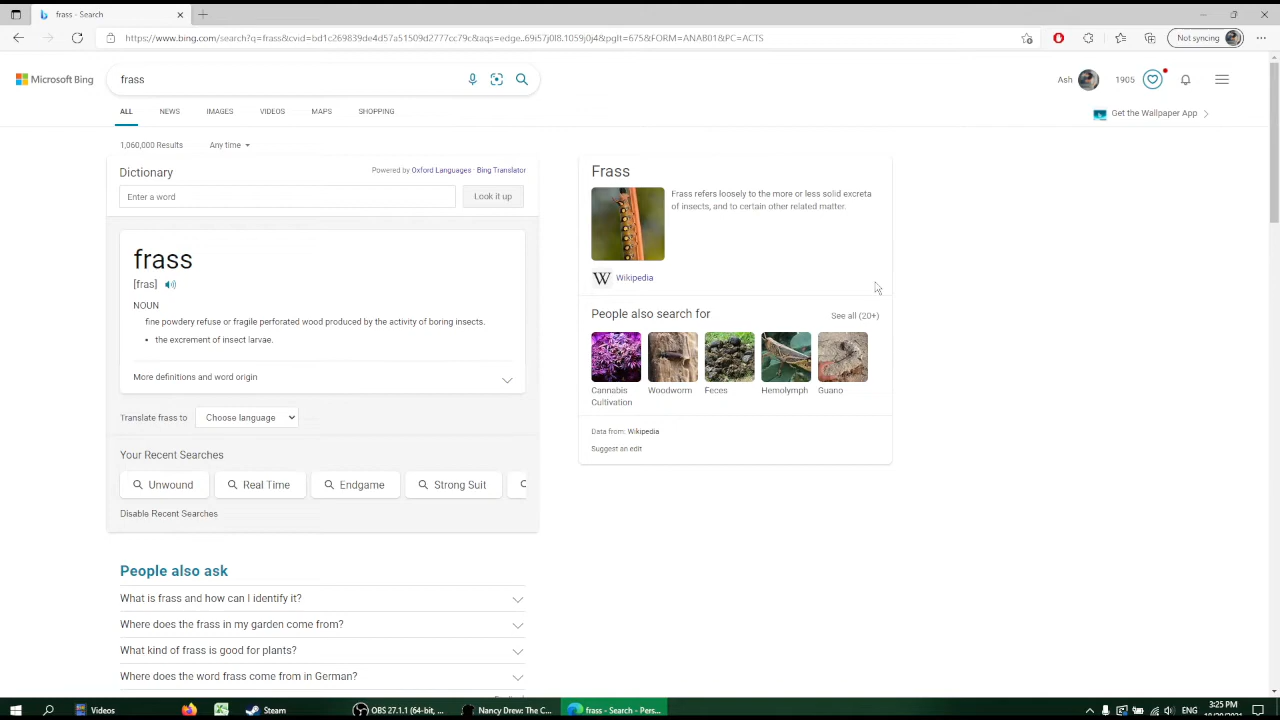 frass - Search
https://www.bing.com/search?q=frass&cvid=bd1c269839de4d57a51509d2777cc79c&aqs=edge..69i57j0l8.1059j0j4&pglt=675&FORM=ANAB01&PC=ACTS
Not syncing
Microsoft Bing
frass
Ash
1905
ALL
NEWS
IMAGES
VIDEOS
MAPS
SHOPPING
Get the Wallpaper App
1,060,000 Results
Any time
Dictionary
Powered by Oxford Languages · Bing Translator
Enter a word
Look it up
frass
[fras]
NOUN
fine powdery refuse or fragile perforated wood produced by the activity of boring insects.
• the excrement of insect larvae.
More definitions and word origin
Translate frass to
Choose language
Your Recent Searches
Unwound
Real Time
Endgame
Strong Suit
Disable Recent Searches
People also ask
What is frass and how can I identify it?
Where does the frass in my garden come from?
What kind of frass is good for plants?
Where does the word frass come from in German?
Frass
Frass refers loosely to the more or less solid excreta
of insects, and to certain other related matter.
W
Wikipedia
People also search for
See all (20+)
Cannabis
Cultivation
Woodworm
Feces
Hemolymph
Guano
Data from: Wikipedia
Suggest an edit
Videos
Steam
OBS 27.1.1 (64-bit, ...
Nancy Drew: The C...
frass - Search - Pers...
ENG
3:25 PM